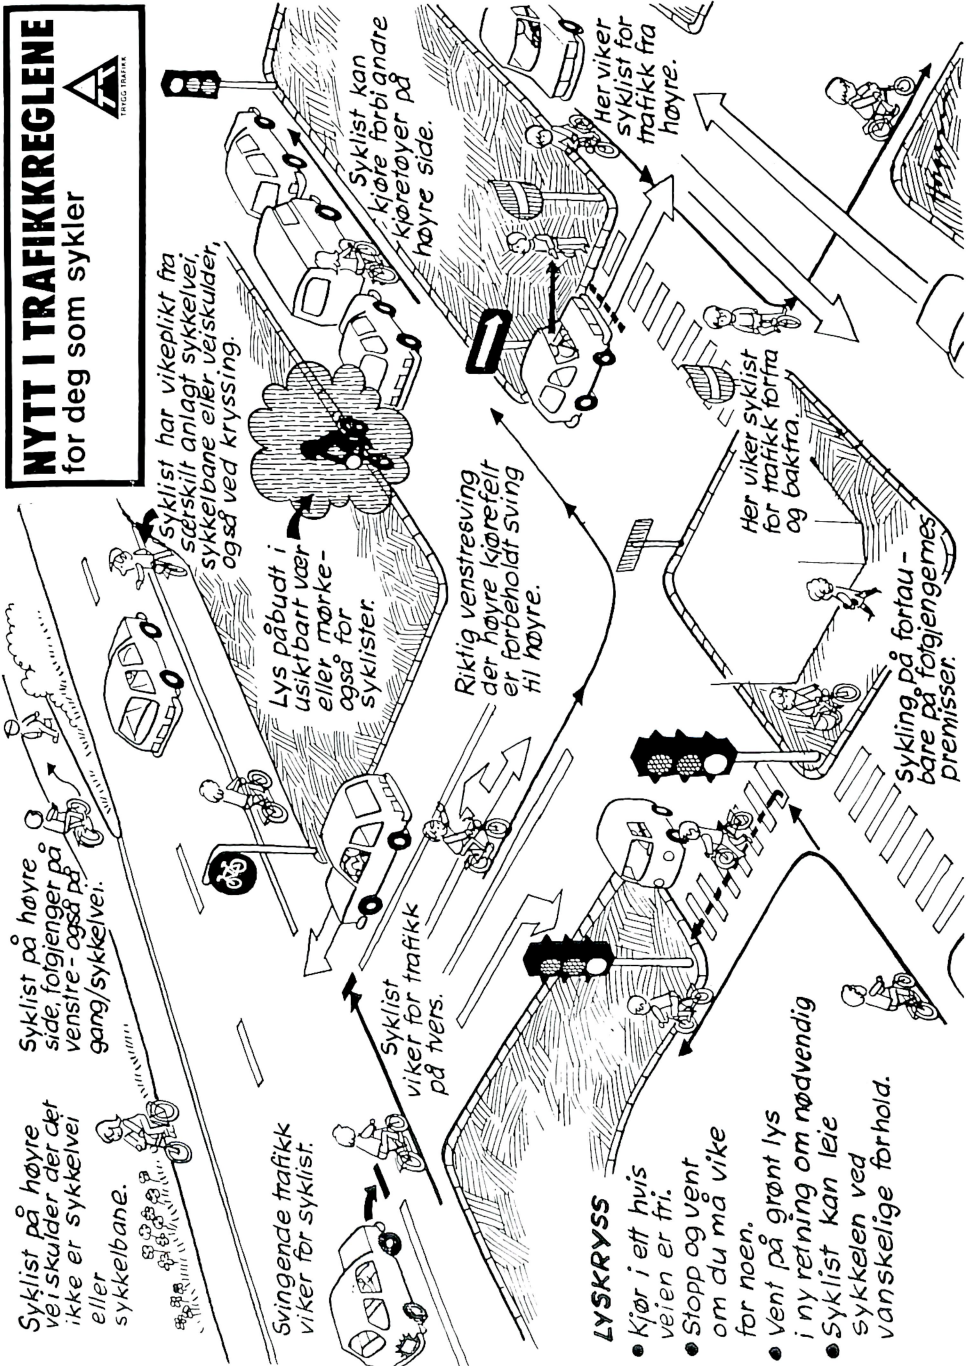 NYTT I TRAFIKKREGLENE
for deg som sykler
TRYGG TRAFIKK
Syklist på høyre
veiskulder der det
ikke er sykkelvei
eller
sykkelbane.
Syklist på høyre
side, fotgjenger på
venstre - også på
gang/sykkelvei.
Syklist har vikeplikt fra
særskilt anlagt sykkelvei,
sykkelbane eller veiskulder,
også ved kryssing.
Syklist kan
kjøre forbi andre
kjøretøyer på
høyre side.
Her viker
syklist for
trafikk fra
høyre.
Lys påbudt i
usiktbart vær
eller mørke-
også for
syklister.
Svingende trafikk
viker for syklist.
Syklist
viker for trafikk
på tvers.
Riktig venstresving
der høyre kjørefelt
er forbeholdt sving
til høyre.
Her viker syklist
for trafikk forfra
og bakfra.
LYSKRYSS
• Kjør i ett hvis
veien er fri.
• Stopp og vent
om du må vike
for noen.
• Vent på grønt lys
i ny retning om nødvendig
• Syklist kan leie
sykkelen ved
vanskelige forhold.
Sykling på fortau-
bare på fotgjengernes
premisser.